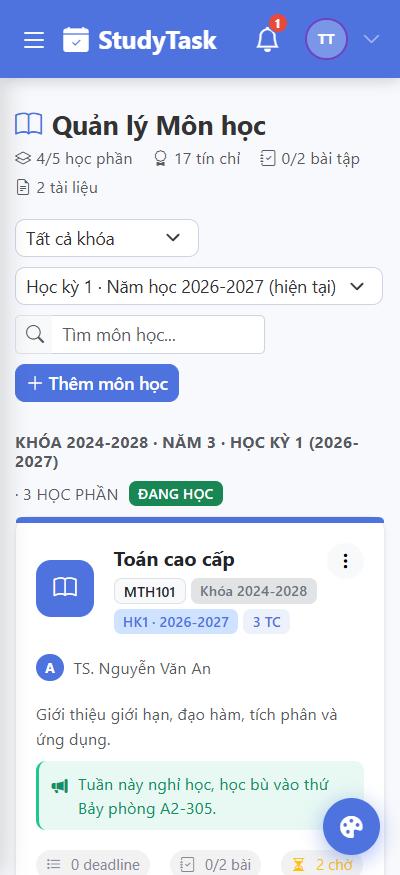 StudyTask
1
TT
Quản lý Môn học
4/5 học phần 17 tín chỉ 0/2 bài tập
2 tài liệu
Tất cả khóa
Học kỳ 1 · Năm học 2026-2027 (hiện tại)
Tìm môn học...
+ Thêm môn học
KHÓA 2024-2028 · NĂM 3 · HỌC KỲ 1 (2026-
2027)
· 3 HỌC PHẦN ĐANG HỌC
Toán cao cấp
MTH101 Khóa 2024-2028
HK1 · 2026-2027 3 TC
A TS. Nguyễn Văn An
Giới thiệu giới hạn, đạo hàm, tích phân và
ứng dụng.
Tuần này nghỉ học, học bù vào thứ
Bảy phòng A2-305.
0 deadline 0/2 bài 2 chờ